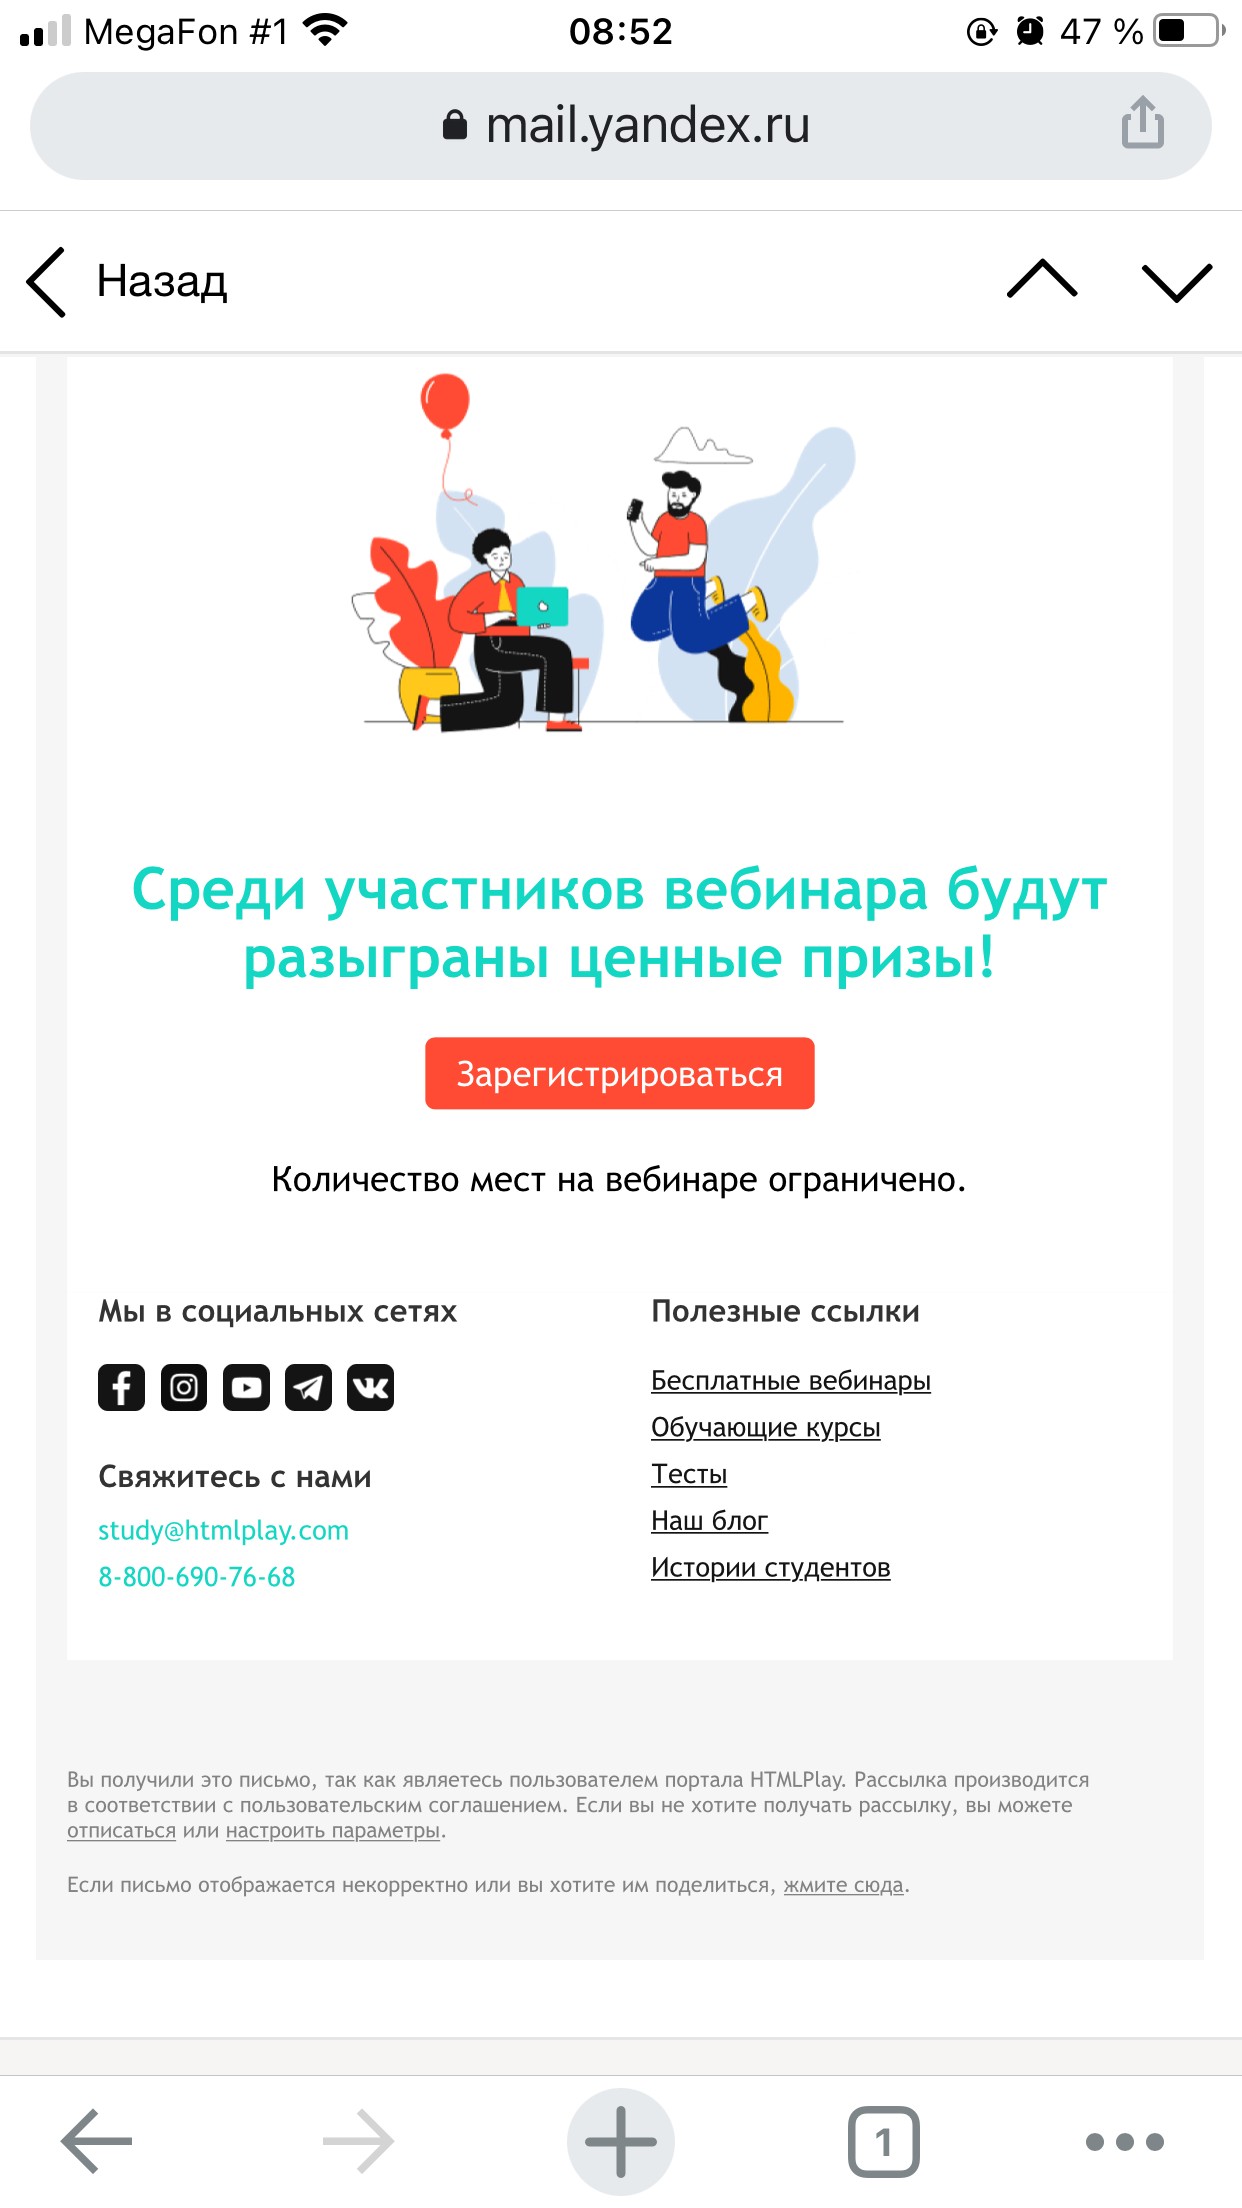 MegaFon #1
08:52
47 %
mail.yandex.ru
Назад
Среди участников вебинара будут
разыграны ценные призы!
Зарегистрироваться
Количество мест на вебинаре ограничено.
Мы в социальных сетях
Свяжитесь с нами
study@htmlplay.com
8-800-690-76-68
Полезные ссылки
Бесплатные вебинары
Обучающие курсы
Тесты
Наш блог
Истории студентов
Вы получили это письмо, так как являетесь пользователем портала HTMLPlay. Рассылка производится
в соответствии с пользовательским соглашением. Если вы не хотите получать рассылку, вы можете
отписаться или настроить параметры.
Если письмо отображается некорректно или вы хотите им поделиться, жмите сюда.
1